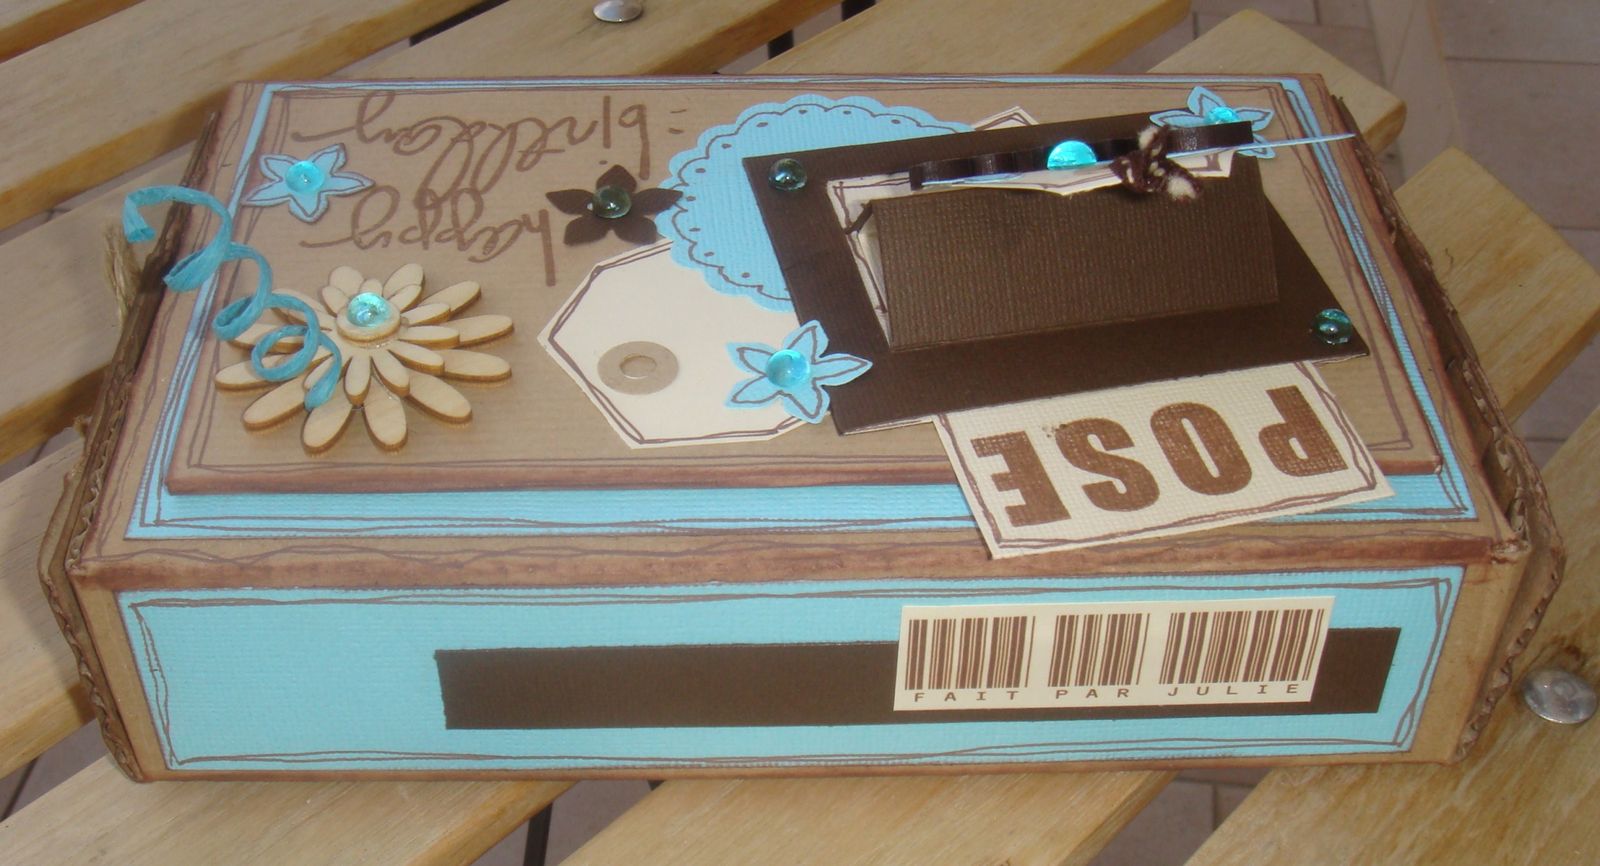 happy
birthday
POSE
FAIT PAR JULIE